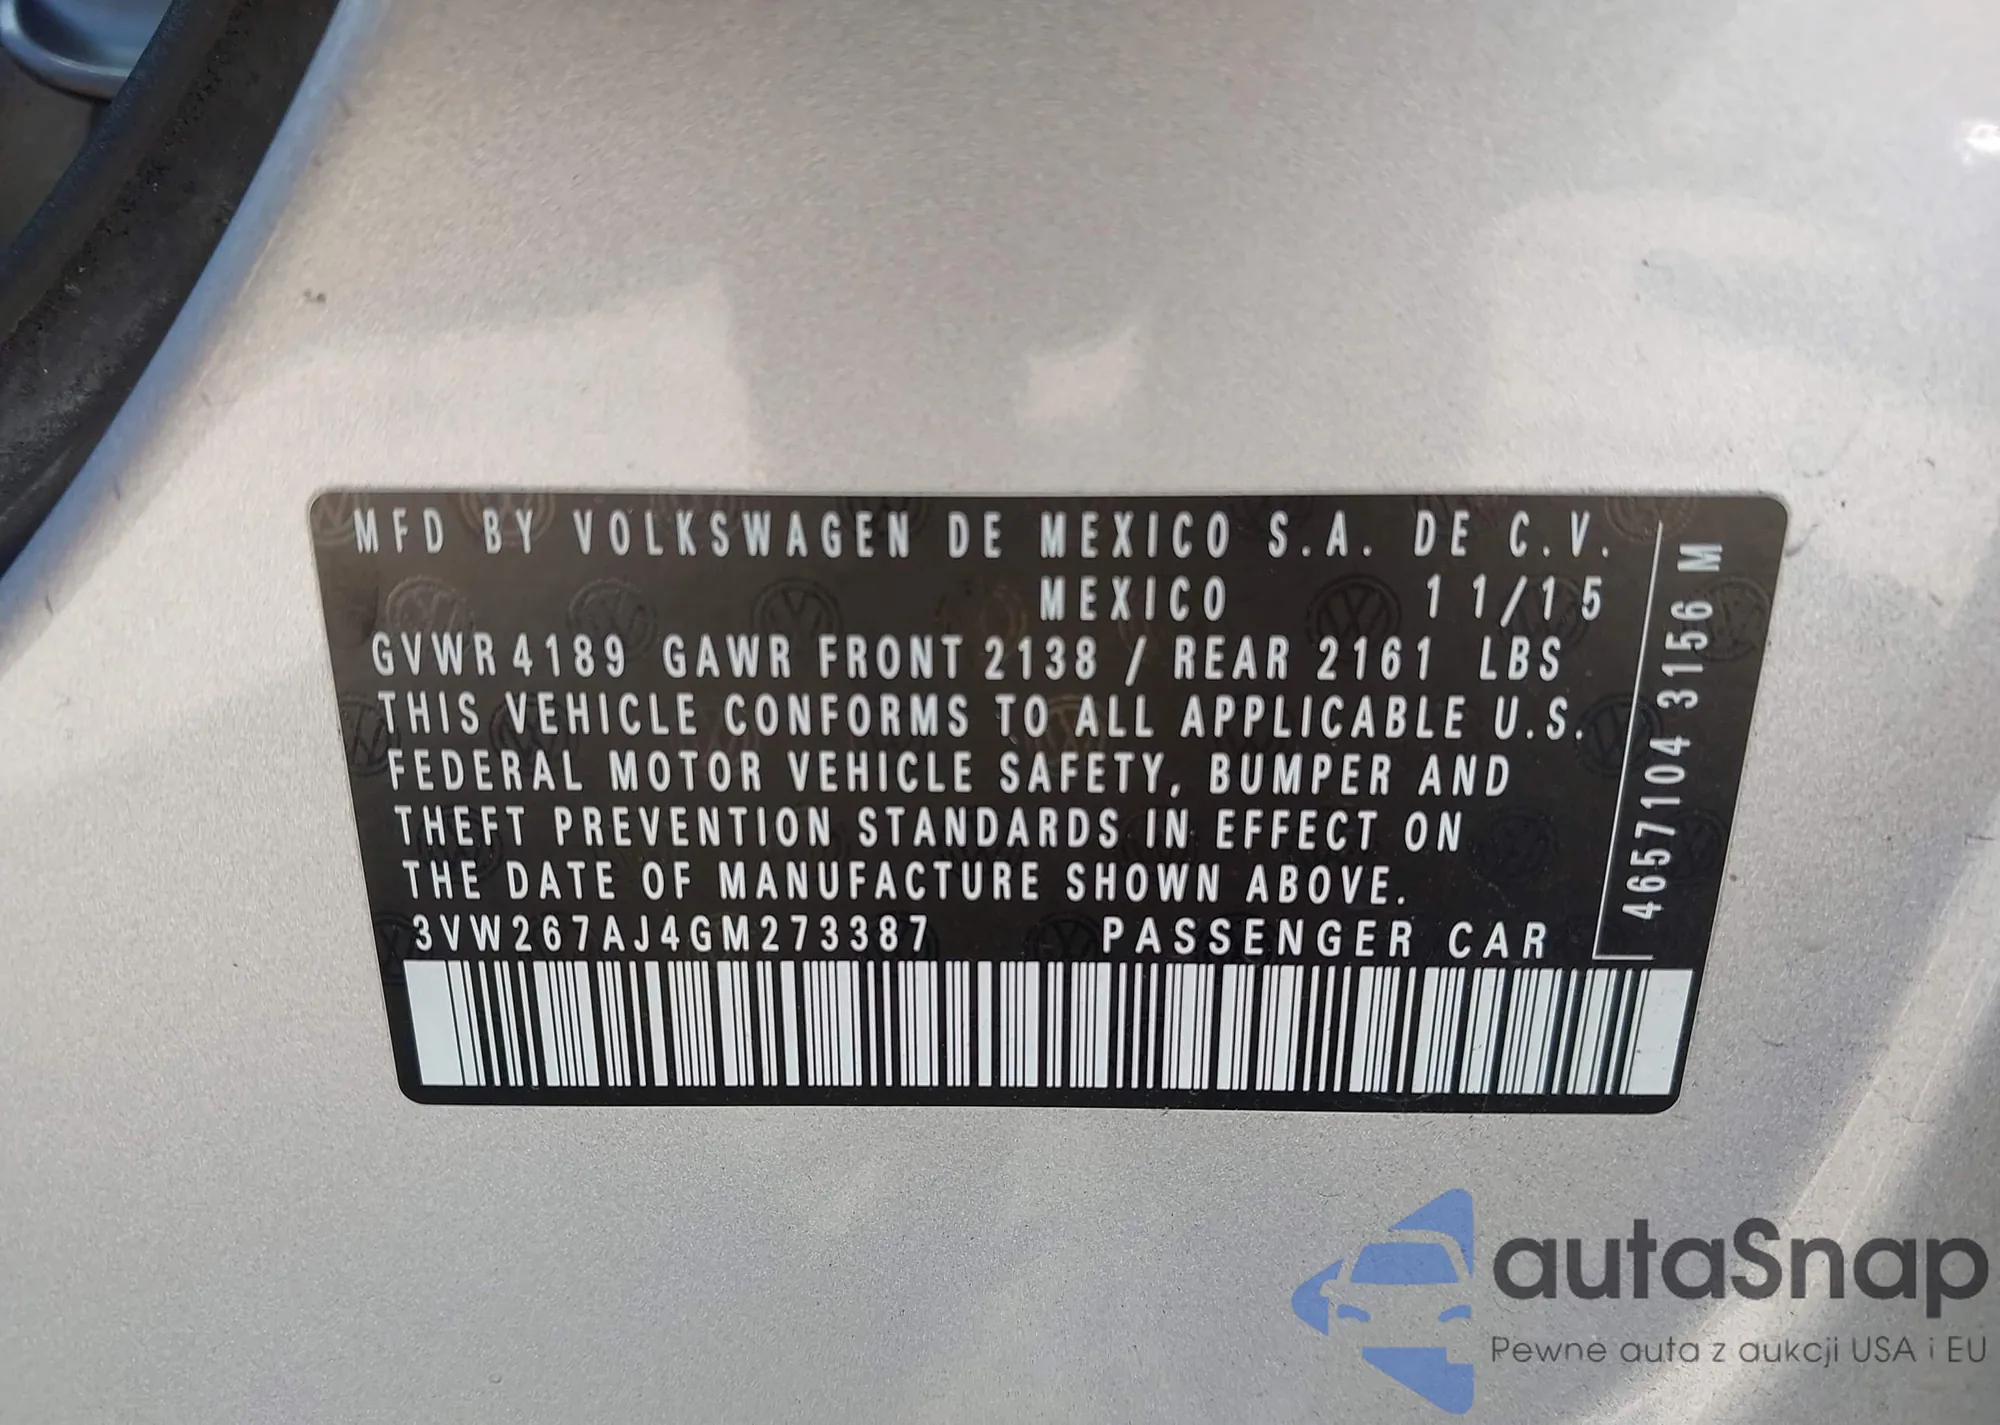 MFD BY VOLKSWAGEN DE MEXICO S.A. DE C.V.
MEXICO 11/15
GVWR 4189 GAWR FRONT 2138 / REAR 2161 LBS
THIS VEHICLE CONFORMS TO ALL APPLICABLE U.S.
FEDERAL MOTOR VEHICLE SAFETY, BUMPER AND
THEFT PREVENTION STANDARDS IN EFFECT ON
THE DATE OF MANUFACTURE SHOWN ABOVE.
3VW267AJ4GM273387 PASSENGER CAR
4657104 3156 M
autaSnap
Pewne auta z aukcji USA i EU